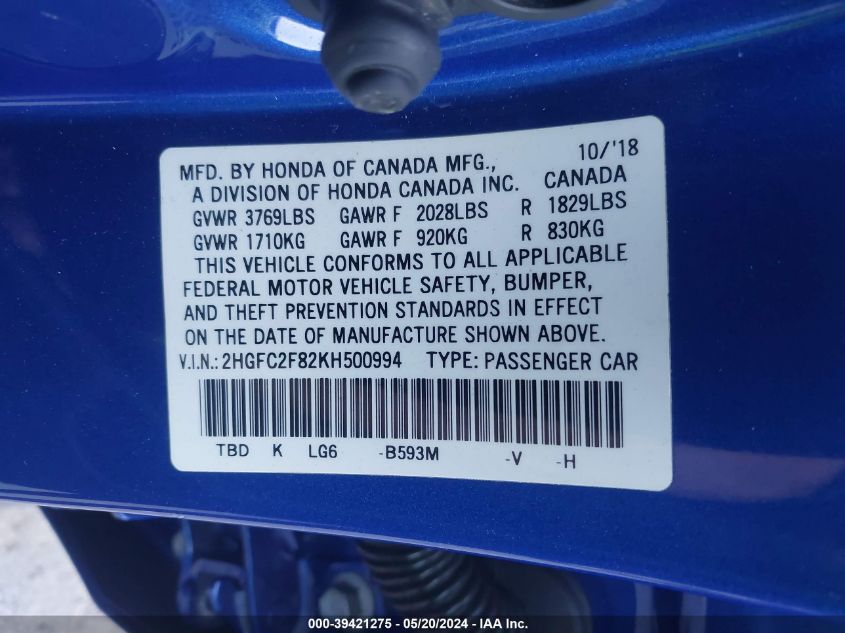 MFD. BY HONDA OF CANADA MFG., 10/'18
A DIVISION OF HONDA CANADA INC. CANADA
GVWR 3769LBS GAWR F 2028LBS R 1829LBS
GVWR 1710KG GAWR F 920KG R 830KG
THIS VEHICLE CONFORMS TO ALL APPLICABLE
FEDERAL MOTOR VEHICLE SAFETY, BUMPER,
AND THEFT PREVENTION STANDARDS IN EFFECT
ON THE DATE OF MANUFACTURE SHOWN ABOVE.
V.I.N.: 2HGFC2F82KH500994 TYPE: PASSENGER CAR
TBD K LG6 -B593M -V -H
000-39421275 - 05/20/2024 - IAA Inc.